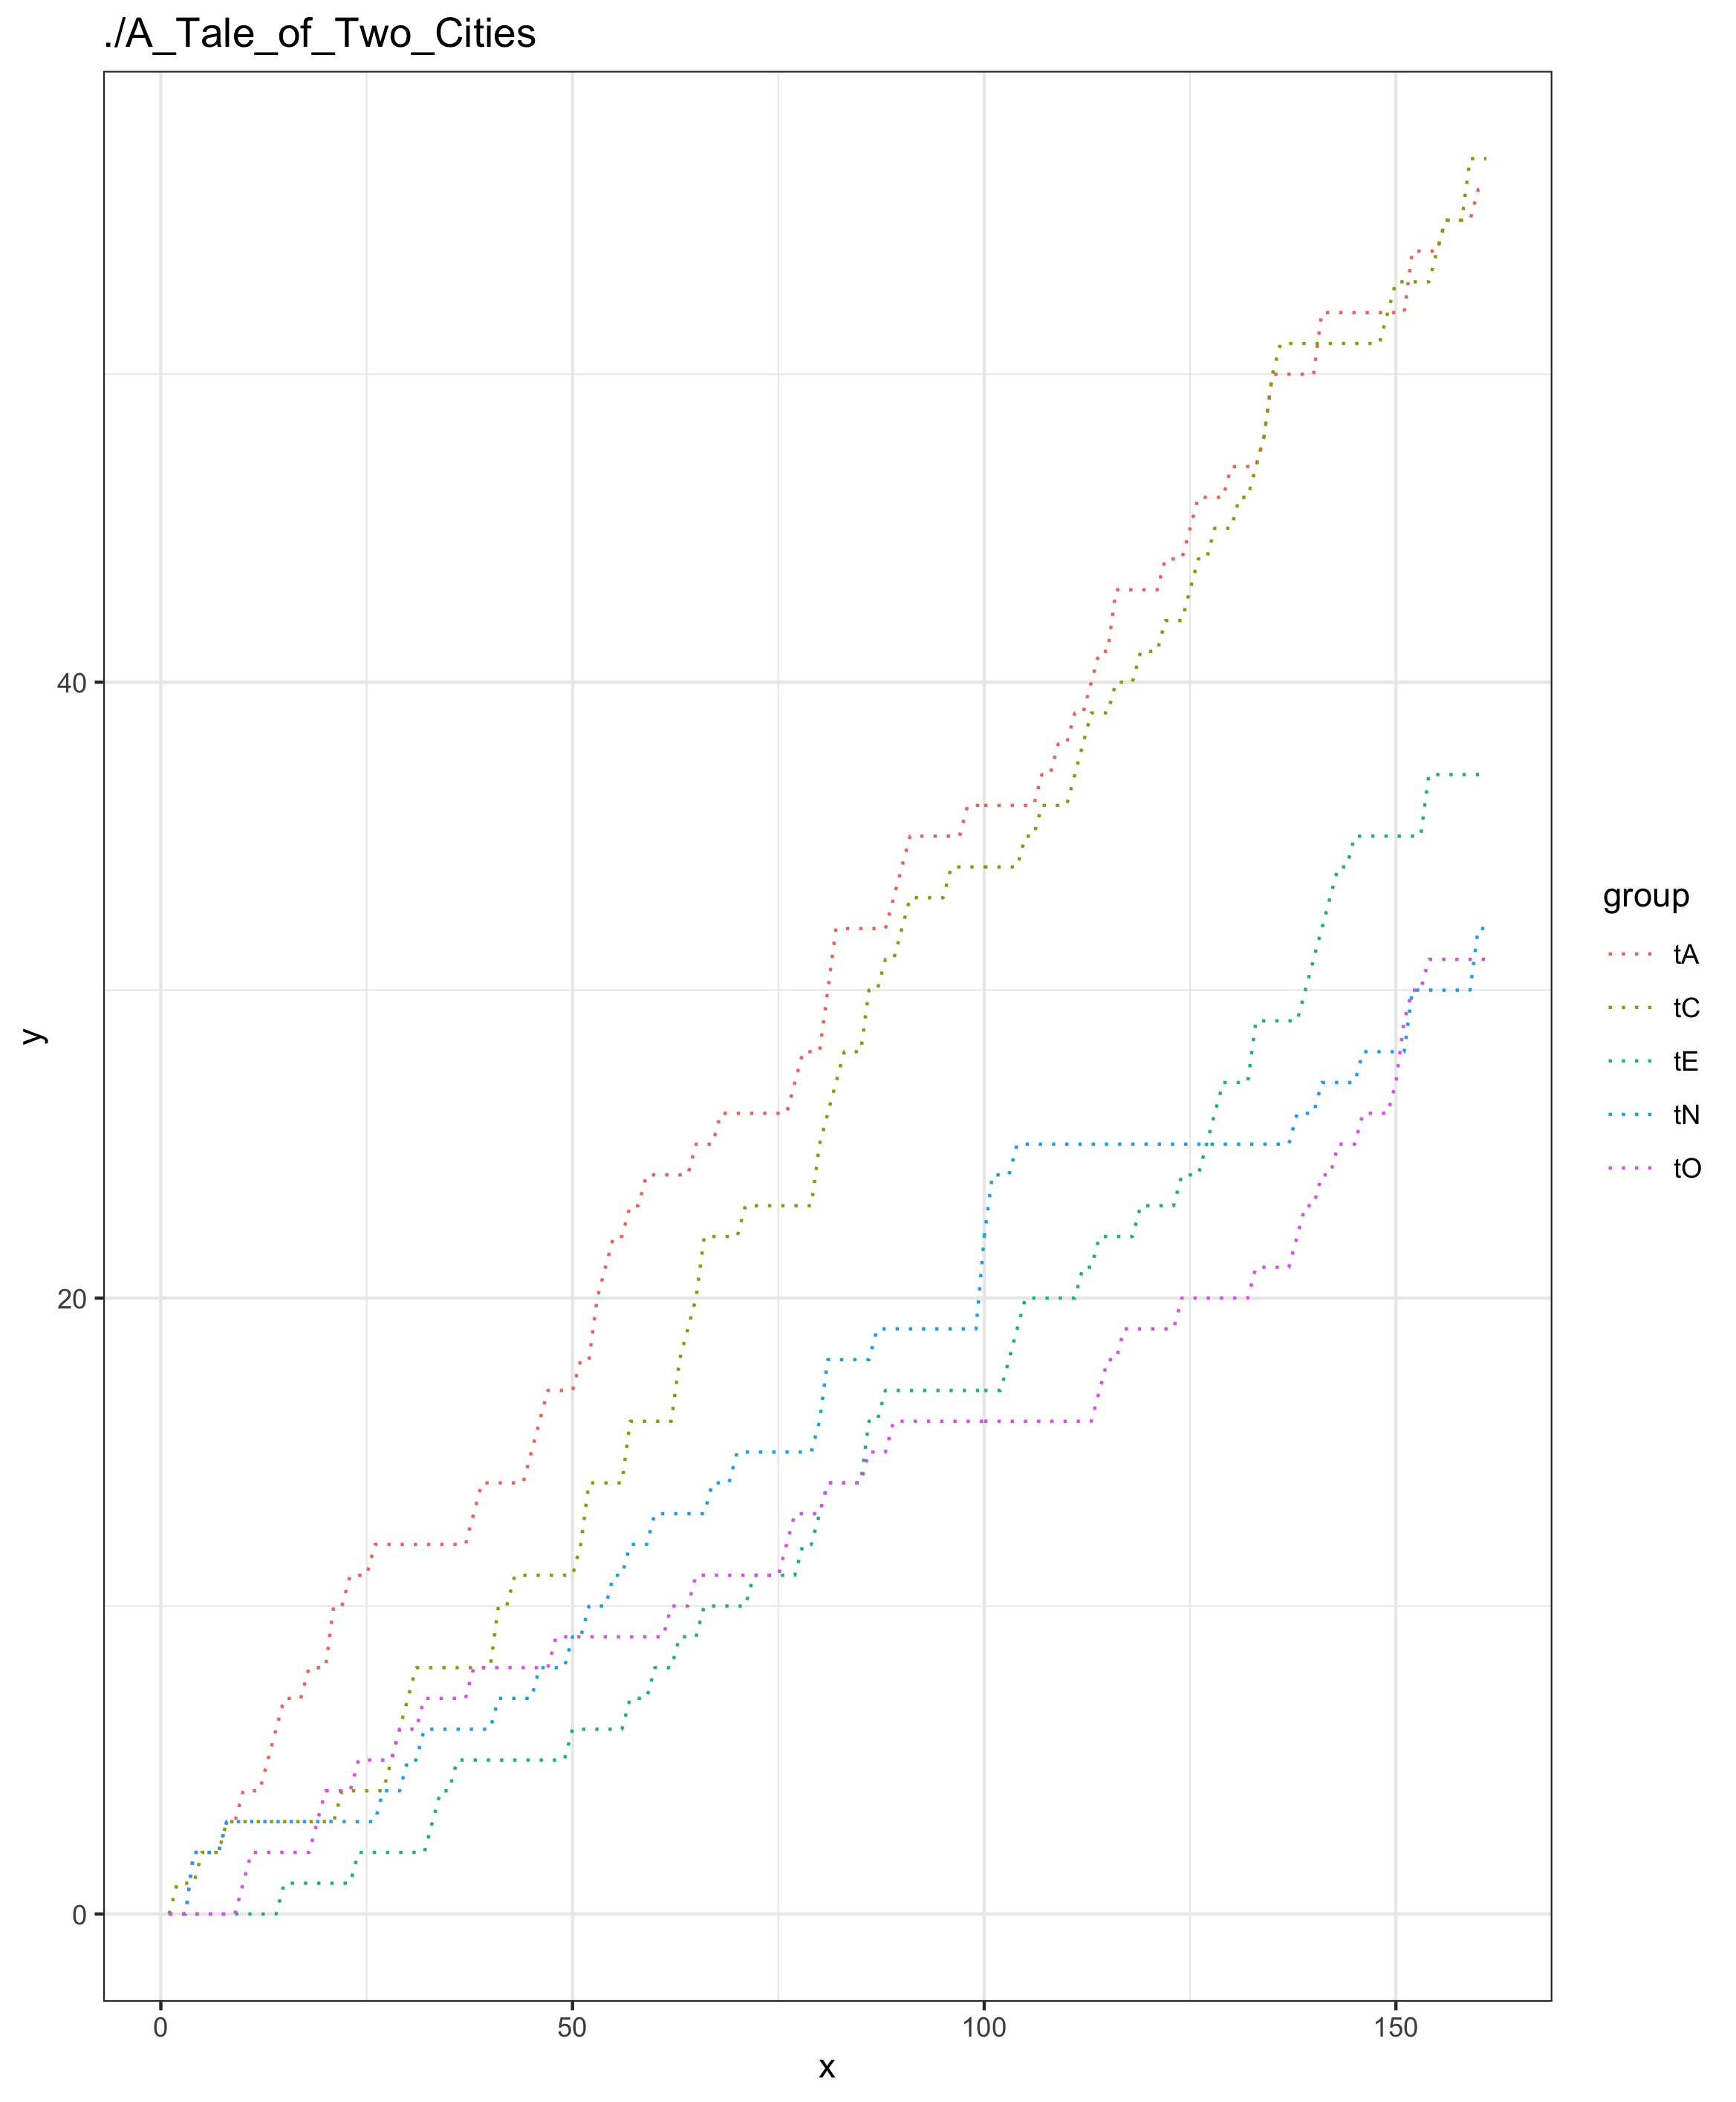 ./A_Tale_of_Two_Cities
40
20
0
y
0 50 100 150
x
group
tA
tC
tE
tN
tO